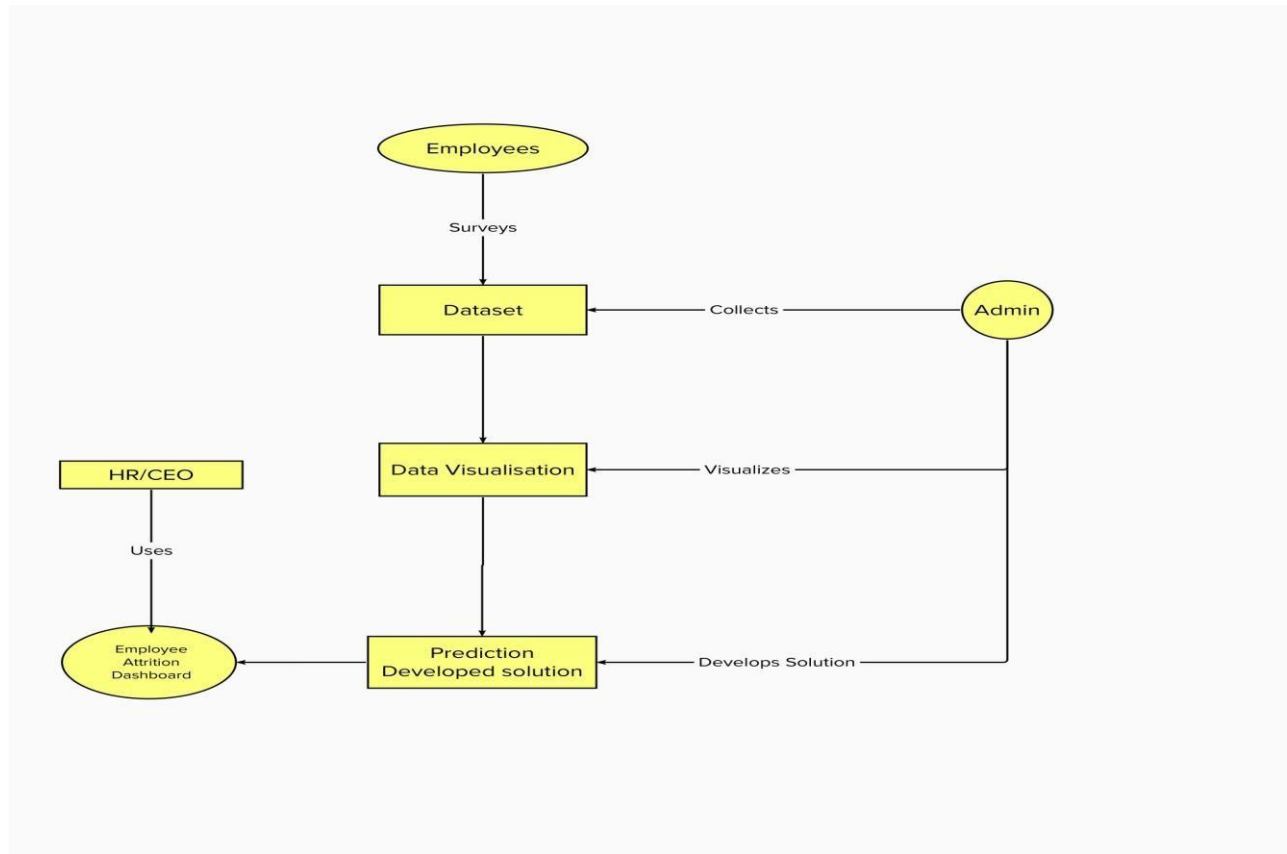 Employees
Surveys
Dataset
Collects
Admin
Data Visualisation
Visualizes
HR/CEO
Uses
Employee
Attrition
Dashboard
Prediction
Developed solution
Develops Solution